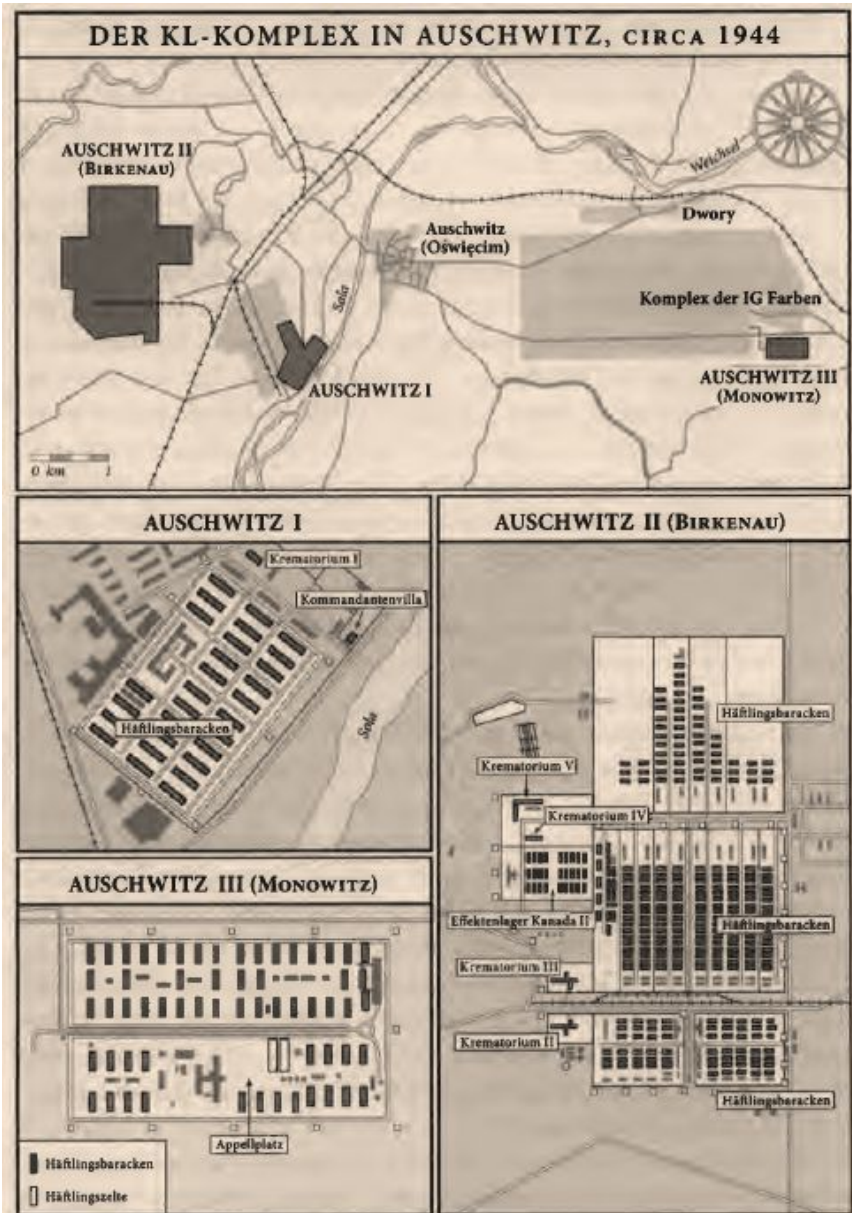 DER KL-KOMPLEX IN AUSCHWITZ, CIRCA 1944
AUSCHWITZ II
(BIRKENAU)
Weichsel
Auschwitz
(Oświęcim)
Dwory
Sola
Komplex der IG Farben
AUSCHWITZ I
AUSCHWITZ III
(MONOWITZ)
0 km 1
AUSCHWITZ I
Krematorium I
Kommandantenvilla
Häftlingsbaracken
Sola
AUSCHWITZ III (MONOWITZ)
Appellplatz
Häftlingsbaracken
Häftlingszelte
AUSCHWITZ II (BIRKENAU)
Häftlingsbaracken
Krematorium V
Krematorium IV
Effektenlager Kanada II
Häftlingsbaracken
Krematorium III
Krematorium II
Häftlingsbaracken